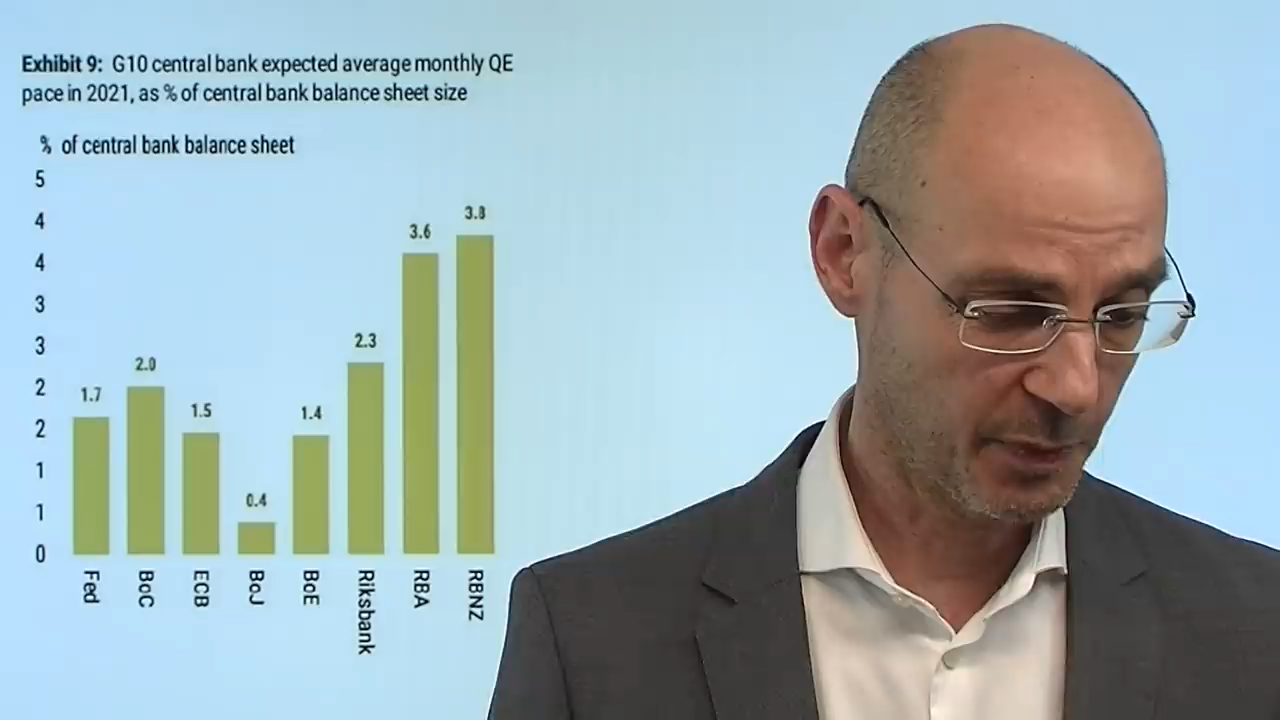 Exhibit 9: G10 central bank expected average monthly QE
pace in 2021, as % of central bank balance sheet size
% of central bank balance sheet
5
4
4
3
3
2
2
1
1
0
1.7
2.0
1.5
0.4
1.4
2.3
3.6
3.8
Fed
BoC
ECB
BoJ
BoE
Riksbank
RBA
RBNZ